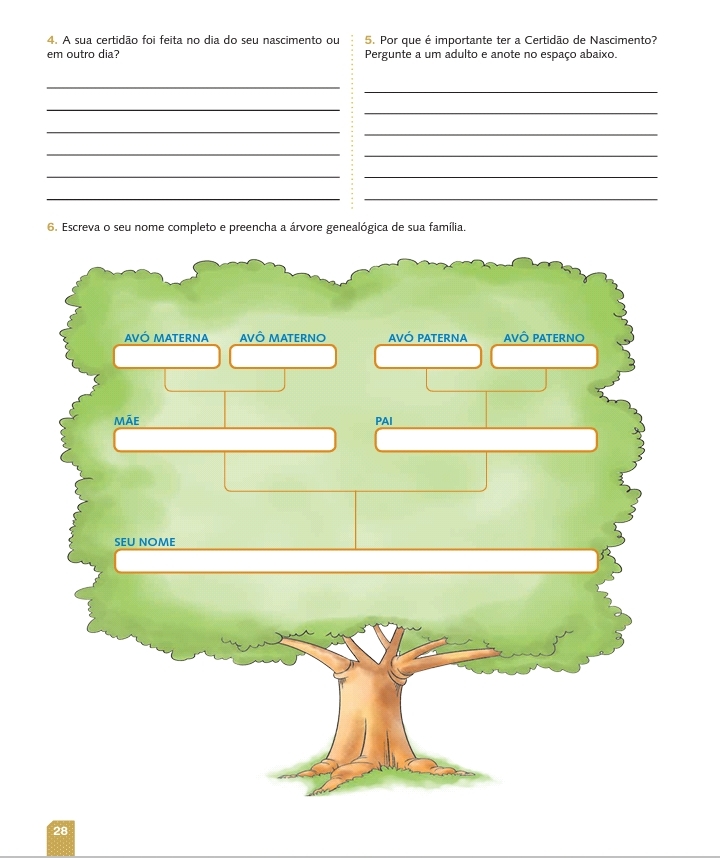 4. A sua certidão foi feita no dia do seu nascimento ou
em outro dia?
5. Por que é importante ter a Certidão de Nascimento?
Pergunte a um adulto e anote no espaço abaixo.
6. Escreva o seu nome completo e preencha a árvore genealógica de sua família.
AVÓ MATERNA
AVÔ MATERNO
AVÓ PATERNA
AVÔ PATERNO
MÃE
PAI
SEU NOME
28